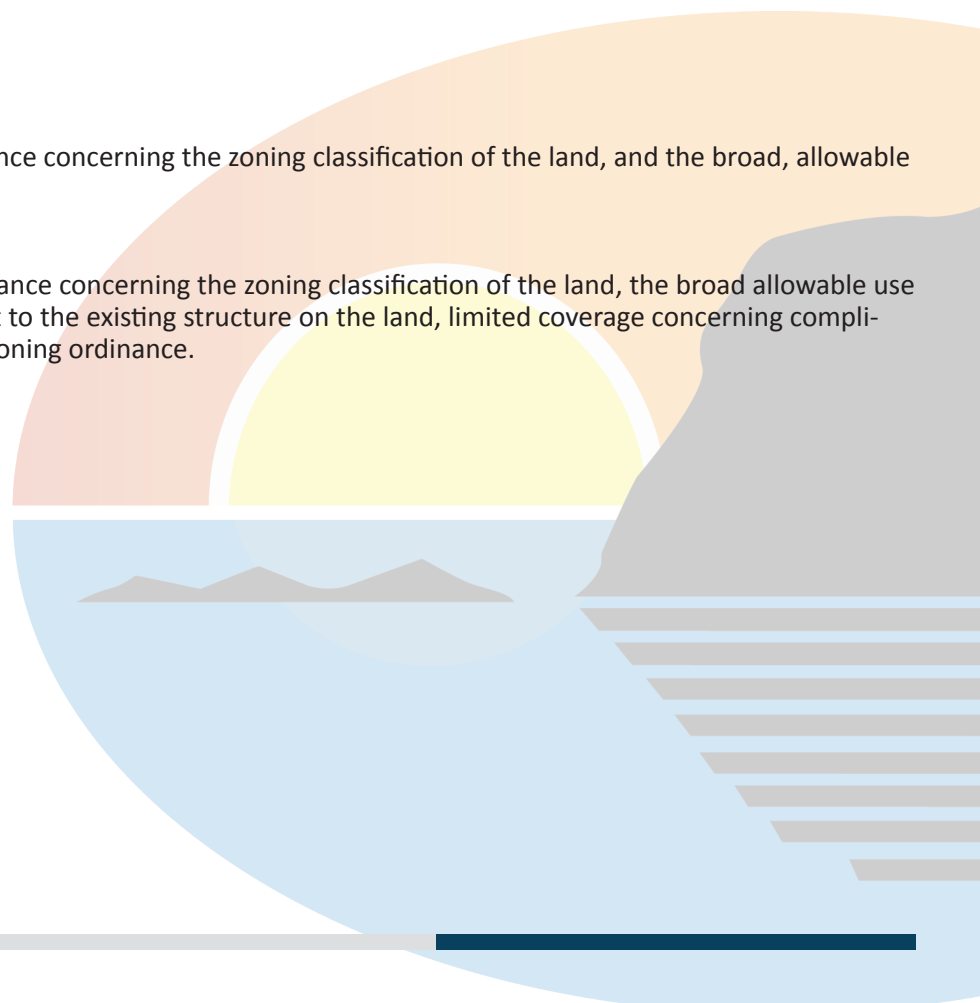 nce concerning the zoning classification of the land, and the broad, allowable
ance concerning the zoning classification of the land, the broad allowable use
to the existing structure on the land, limited coverage concerning compli-
oning ordinance.